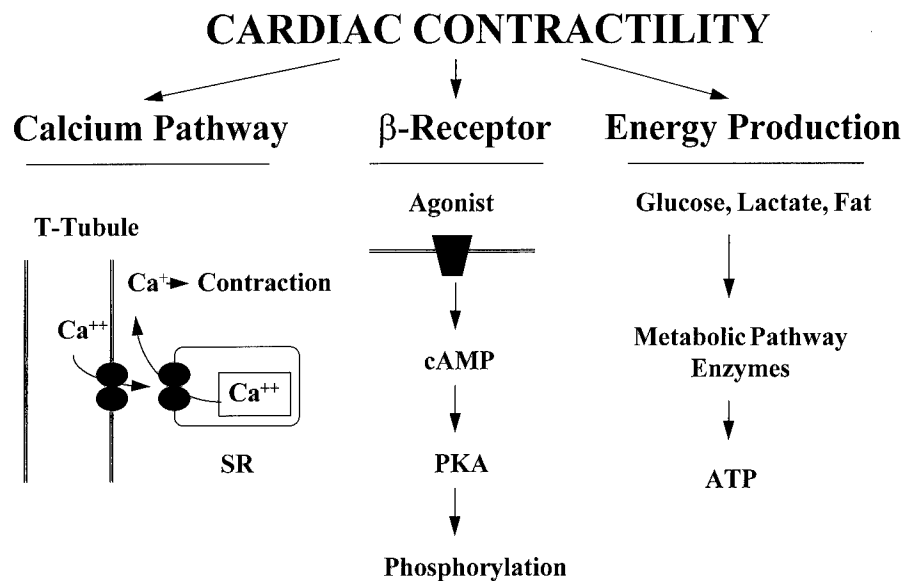 CARDIAC CONTRACTILITY
Calcium Pathway
T-Tubule
Ca+ Contraction
Ca++
Ca++
SR
β-Receptor
Agonist
cAMP
PKA
Phosphorylation
Energy Production
Glucose, Lactate, Fat
Metabolic Pathway
Enzymes
ATP